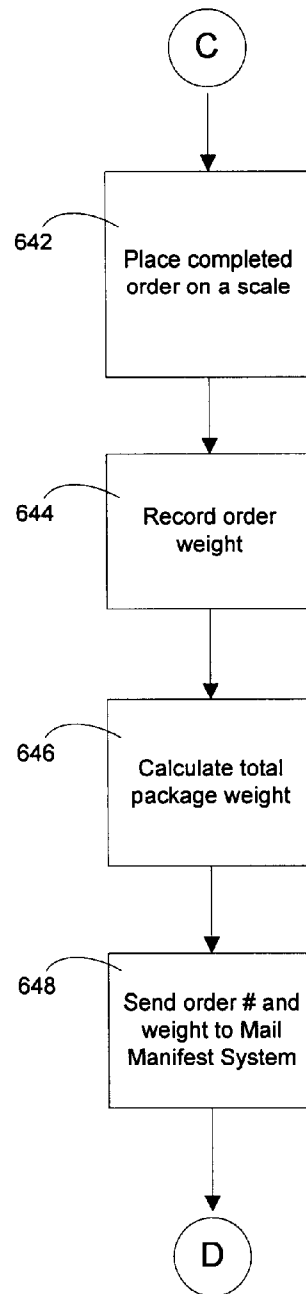 C
642
Place completed
order on a scale
644
Record order
weight
646
Calculate total
package weight
648
Send order # and
weight to Mail
Manifest System
D